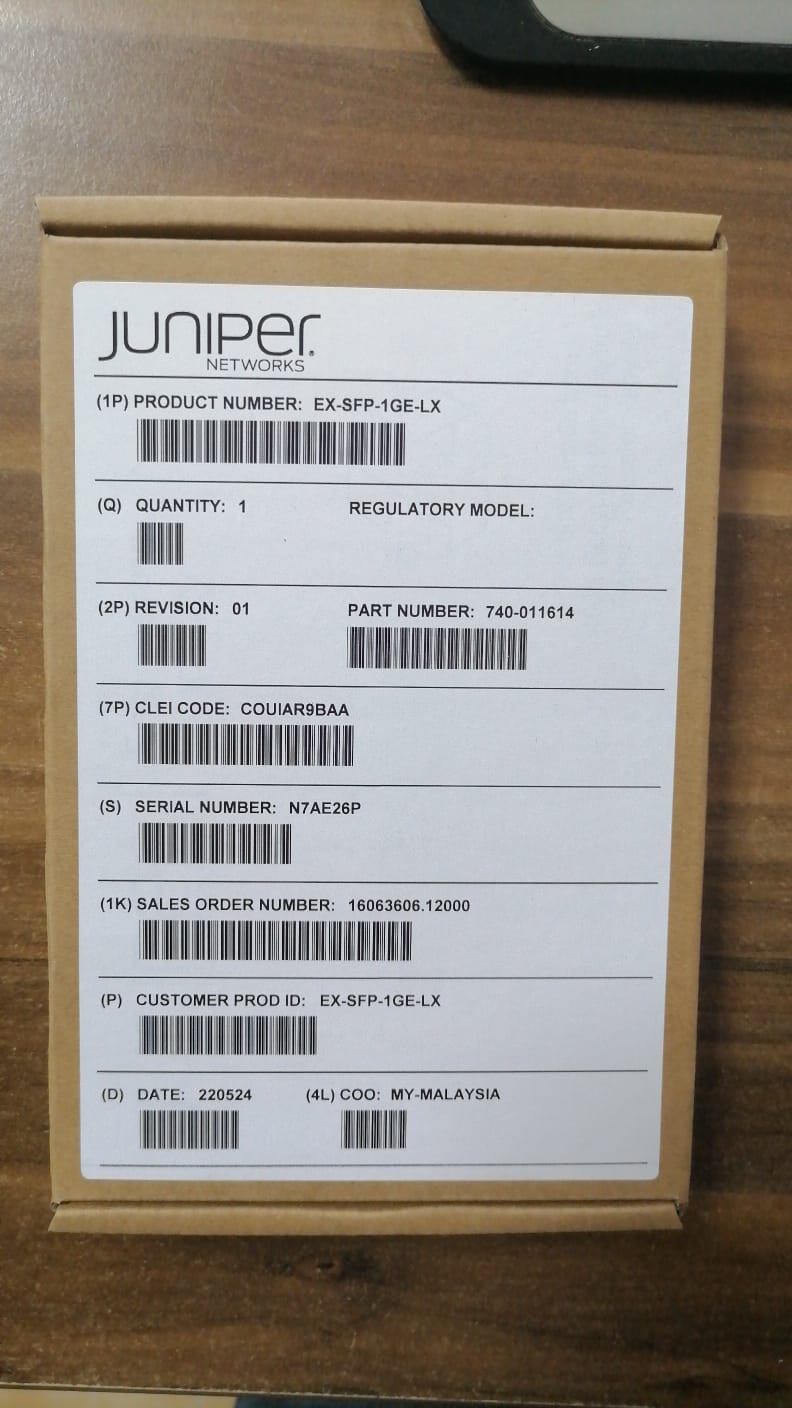 JUNIPER
NETWORKS
(1P) PRODUCT NUMBER: EX-SFP-1GE-LX
(Q) QUANTITY: 1 REGULATORY MODEL:
(2P) REVISION: 01 PART NUMBER: 740-011614
(7P) CLEI CODE: COUIAR9BAA
(S) SERIAL NUMBER: N7AE26P
(1K) SALES ORDER NUMBER: 16063606.12000
(P) CUSTOMER PROD ID: EX-SFP-1GE-LX
(D) DATE: 220524 (4L) COO: MY-MALAYSIA